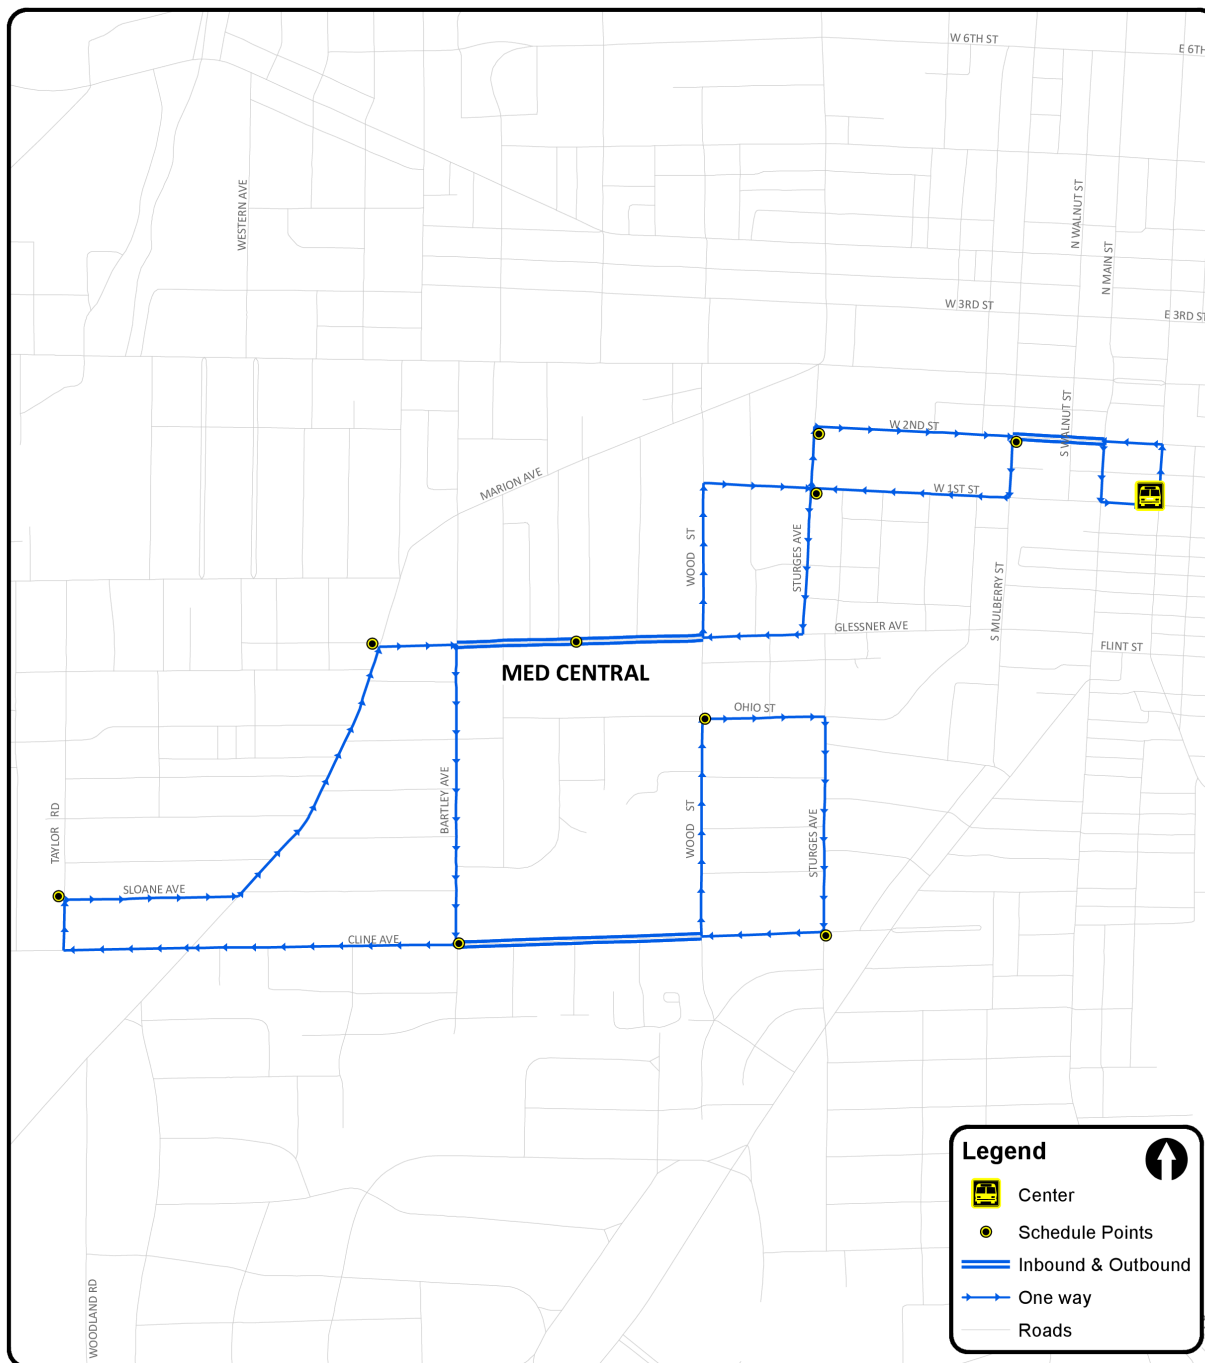 W 6TH ST
E 6TH
WESTERN AVE
N WALNUT ST
N MAIN ST
W 3RD ST
E 3RD ST
S WALNUT ST
W 2ND ST
MARION AVE
W 1ST ST
WOOD ST
STURGES AVE
S MULBERRY ST
GLESSNER AVE
FLINT ST
MED CENTRAL
OHIO ST
BARTLEY AVE
TAYLOR RD
WOOD ST
STURGES AVE
SLOANE AVE
CLINE AVE
WOODLAND RD
Legend
Center
Schedule Points
Inbound & Outbound
One way
Roads